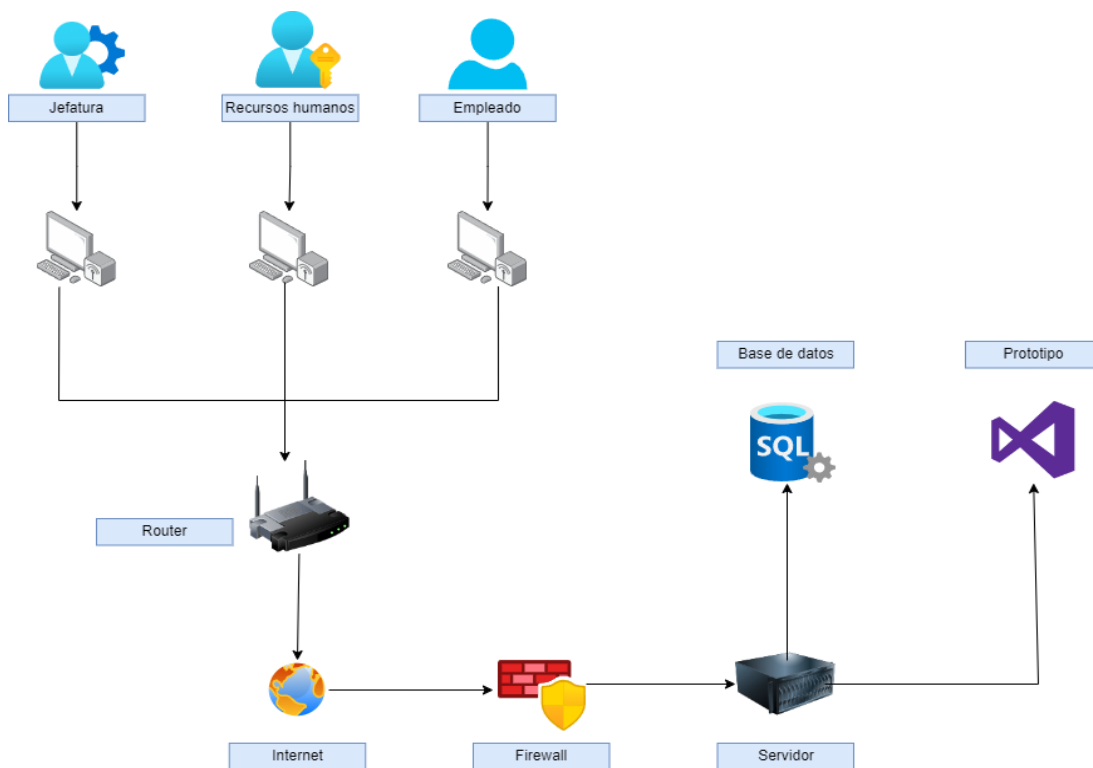 Jefatura
Recursos humanos
Empleado
Base de datos
Prototipo
SQL
Router
Internet
Firewall
Servidor